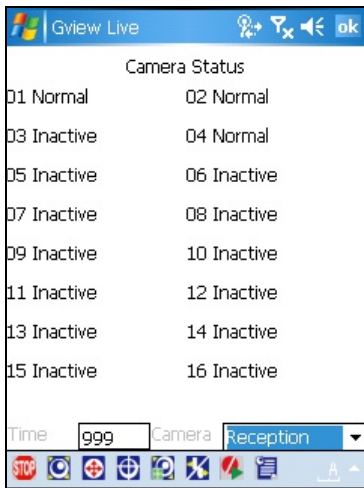 Gview Live ok
Camera Status
01 Normal 02 Normal
03 Inactive 04 Normal
05 Inactive 06 Inactive
07 Inactive 08 Inactive
09 Inactive 10 Inactive
11 Inactive 12 Inactive
13 Inactive 14 Inactive
15 Inactive 16 Inactive
Time 999 Camera Reception
STOP A